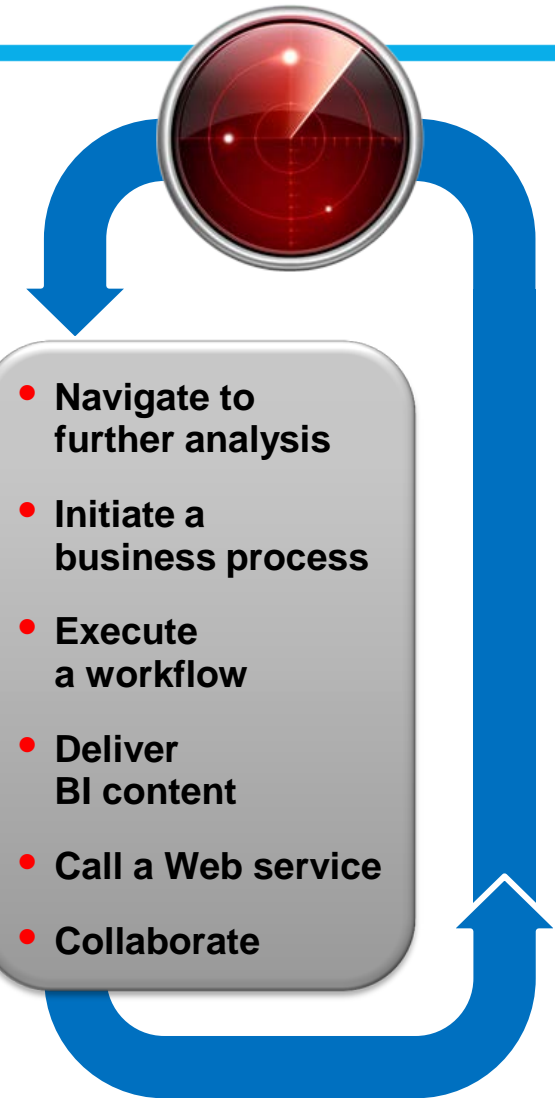 • Navigate to
further analysis
• Initiate a
business process
• Execute
a workflow
• Deliver
BI content
• Call a Web service
• Collaborate